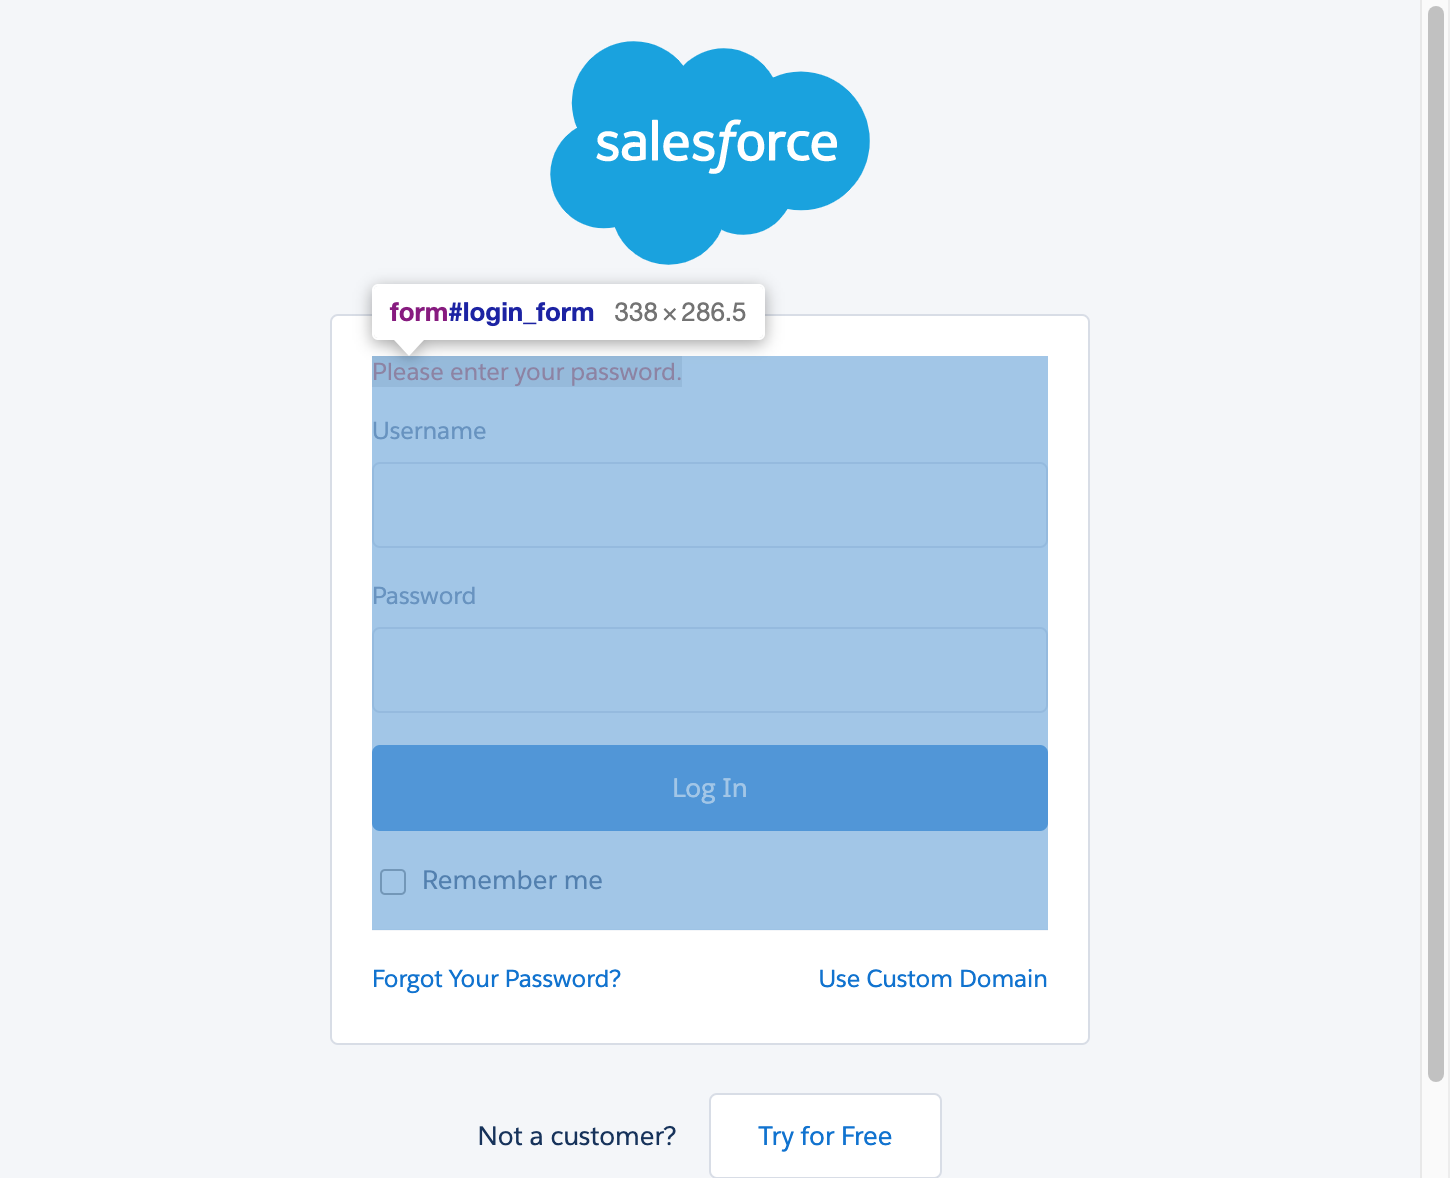 salesforce
form#login_form 338 × 286.5
Please enter your password.
Username
Password
Log In
Remember me
Forgot Your Password? Use Custom Domain
Not a customer? Try for Free